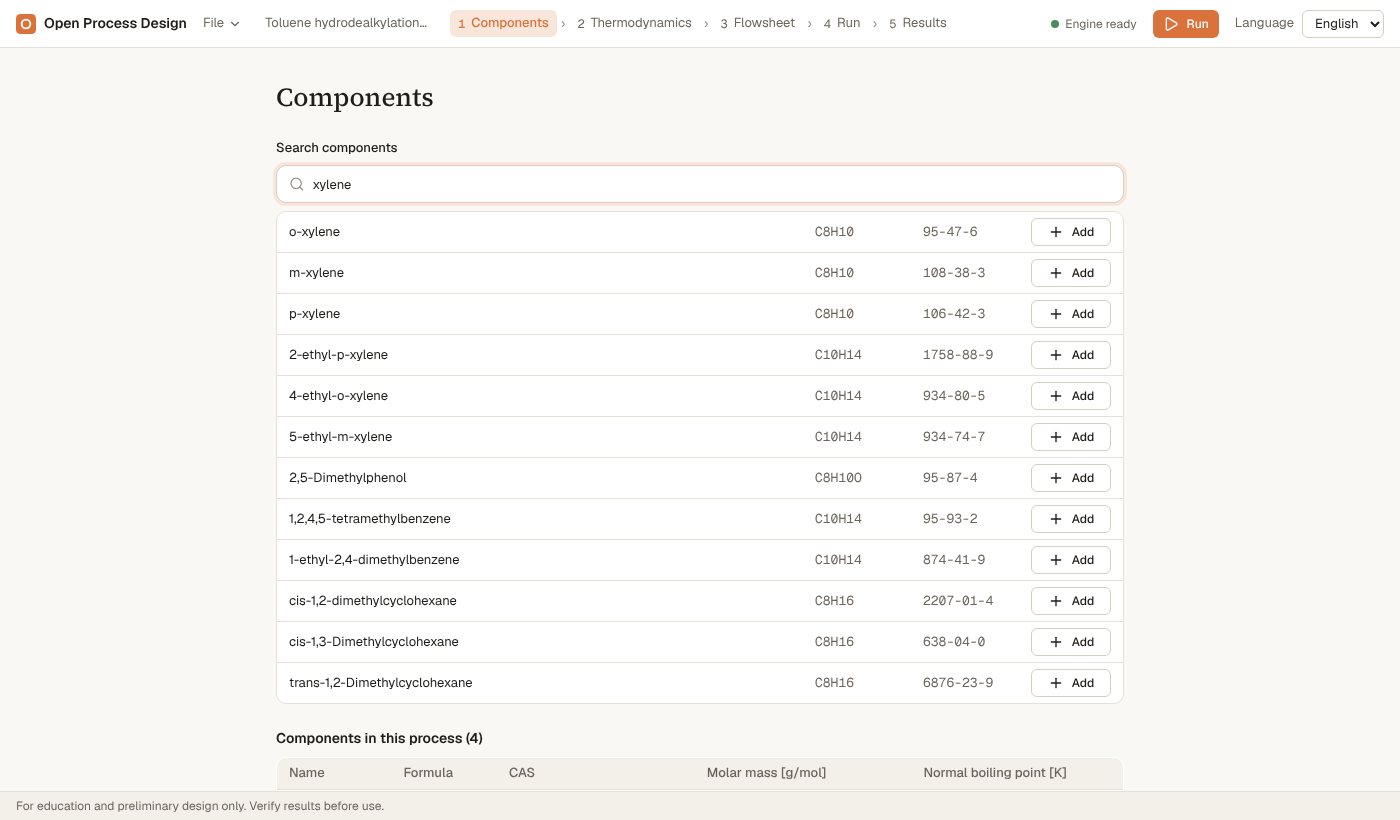 Open Process Design File Toluene hydrodealkylation… 1 Components › 2 Thermodynamics › 3 Flowsheet › 4 Run › 5 Results Engine ready Run Language English
Components
Search components
xylene
o-xylene C8H10 95-47-6 Add
m-xylene C8H10 108-38-3 Add
p-xylene C8H10 106-42-3 Add
2-ethyl-p-xylene C10H14 1758-88-9 Add
4-ethyl-o-xylene C10H14 934-80-5 Add
5-ethyl-m-xylene C10H14 934-74-7 Add
2,5-Dimethylphenol C8H10O 95-87-4 Add
1,2,4,5-tetramethylbenzene C10H14 95-93-2 Add
1-ethyl-2,4-dimethylbenzene C10H14 874-41-9 Add
cis-1,2-dimethylcyclohexane C8H16 2207-01-4 Add
cis-1,3-Dimethylcyclohexane C8H16 638-04-0 Add
trans-1,2-Dimethylcyclohexane C8H16 6876-23-9 Add
Components in this process (4)
Name Formula CAS Molar mass [g/mol] Normal boiling point [K]
For education and preliminary design only. Verify results before use.